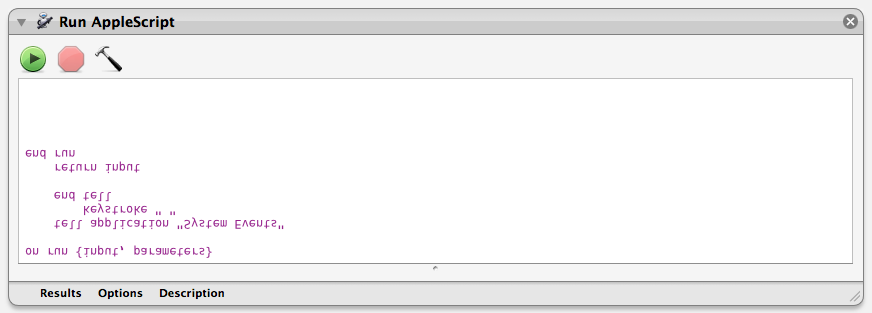 Run AppleScript
on run {input, parameters}
tell application "System Events"
keystroke " "
end tell
return input
end run
Results Options Description